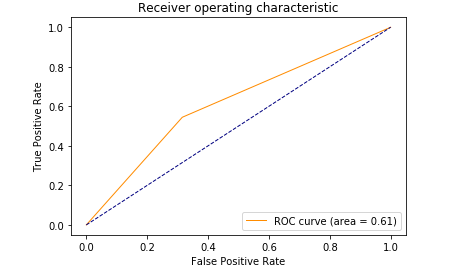 Receiver operating characteristic
True Positive Rate
1.0
0.8
0.6
0.4
0.2
0.0
ROC curve (area = 0.61)
0.0 0.2 0.4 0.6 0.8 1.0
False Positive Rate